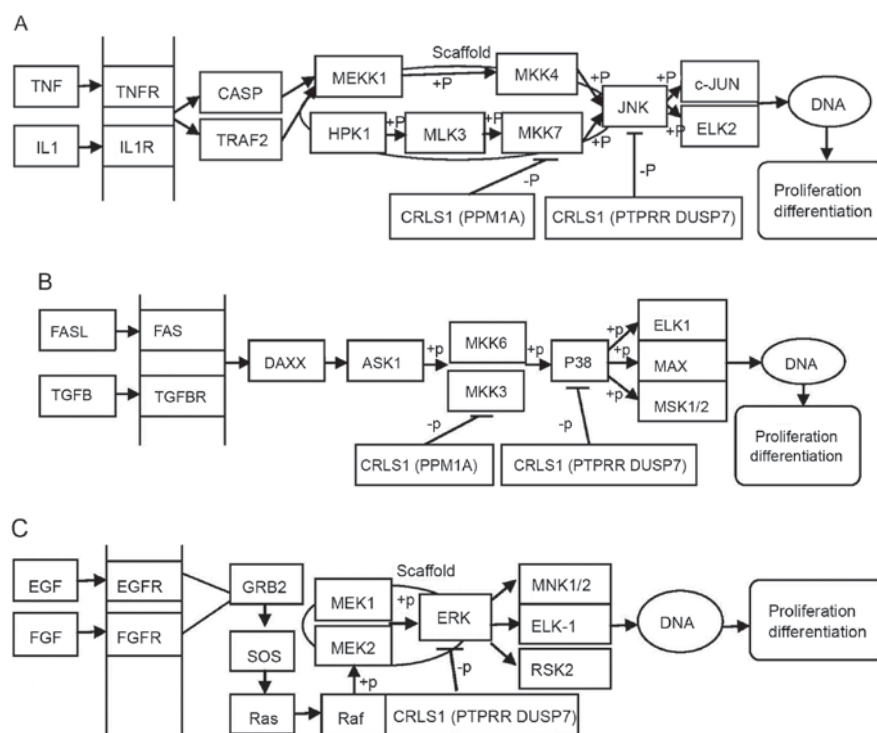 A
Scaffold
TNF
TNFR
CASP
MEKK1
+P
MKK4
+P
JNK
+P
c-JUN
DNA
IL1
IL1R
TRAF2
HPK1
+P
MLK3
+P
MKK7
+P
+P
ELK2
-P
-P
CRLS1 (PPM1A)
CRLS1 (PTPRR DUSP7)
Proliferation
differentiation
B
FASL
FAS
DAXX
ASK1
+p
MKK6
+p
P38
+p
ELK1
+p
MAX
DNA
TGFB
TGFBR
MKK3
+p
MSK1/2
-p
-p
CRLS1 (PPM1A)
CRLS1 (PTPRR DUSP7)
Proliferation
differentiation
C
Scaffold
EGF
EGFR
GRB2
MEK1
+p
ERK
MNK1/2
DNA
Proliferation
differentiation
FGF
FGFR
MEK2
ELK-1
SOS
+p
-p
RSK2
Ras
Raf
CRLS1 (PTPRR DUSP7)